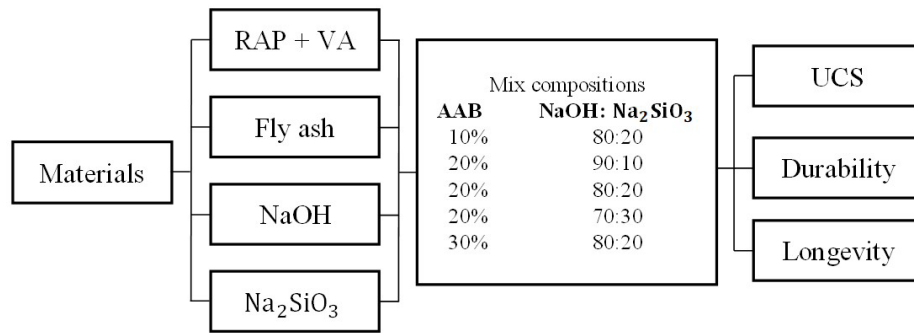 Materials
RAP + VA
Fly ash
NaOH
Na₂SiO₃
Mix compositions
AAB NaOH: Na₂SiO₃
10% 80:20
20% 90:10
20% 80:20
20% 70:30
30% 80:20
UCS
Durability
Longevity